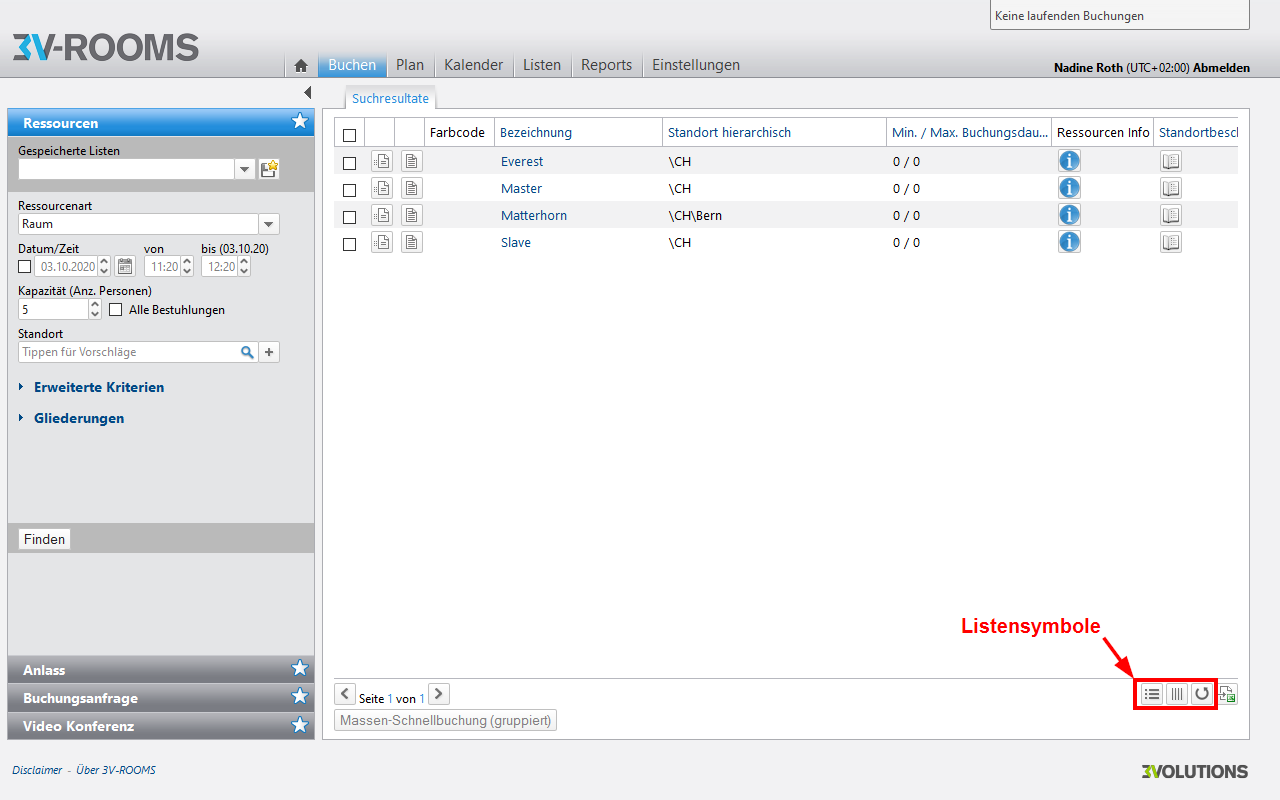 Keine laufenden Buchungen
3V-ROOMS
Buchen Plan Kalender Listen Reports Einstellungen
Nadine Roth (UTC+02:00) Abmelden
Suchresultate
Ressourcen
Gespeicherte Listen
Ressourcenart
Raum
Datum/Zeit von bis (03.10.20)
03.10.2020 11:20 12:20
Kapazität (Anz. Personen)
5 Alle Bestuhlungen
Standort
Tippen für Vorschläge
Erweiterte Kriterien
Gliederungen
Finden
Anlass
Buchungsanfrage
Video Konferenz
Farbcode Bezeichnung Standort hierarchisch Min. / Max. Buchungsdau... Ressourcen Info Standortbesch
Everest \CH 0 / 0
Master \CH 0 / 0
Matterhorn \CH\Bern 0 / 0
Slave \CH 0 / 0
Listensymbole
Seite 1 von 1
Massen-Schnellbuchung (gruppiert)
Disclaimer - Über 3V-ROOMS
3VOLUTIONS